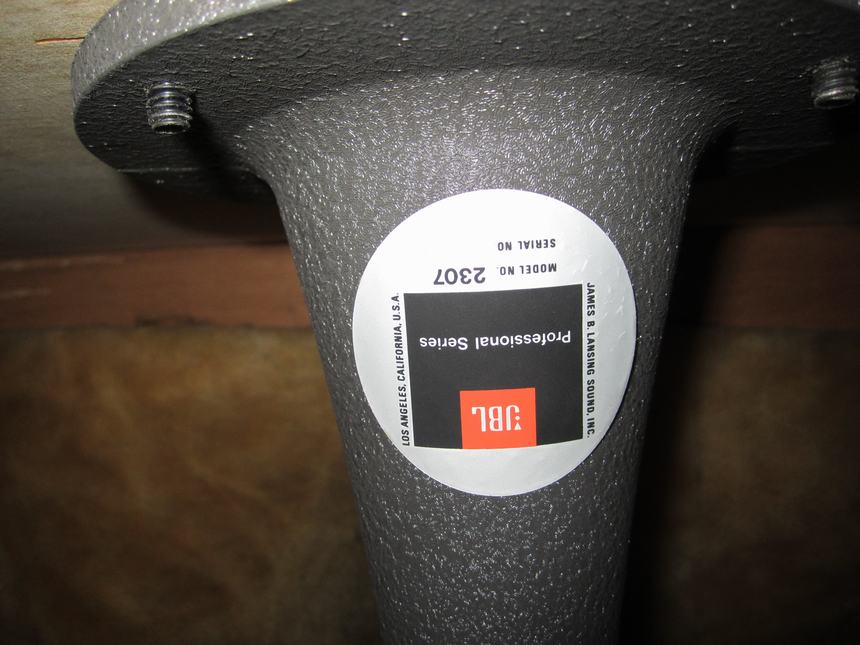 JBL
Professional Series
JAMES B. LANSING SOUND, INC.
LOS ANGELES, CALIFORNIA, U.S.A.
MODEL NO. 2307
SERIAL NO